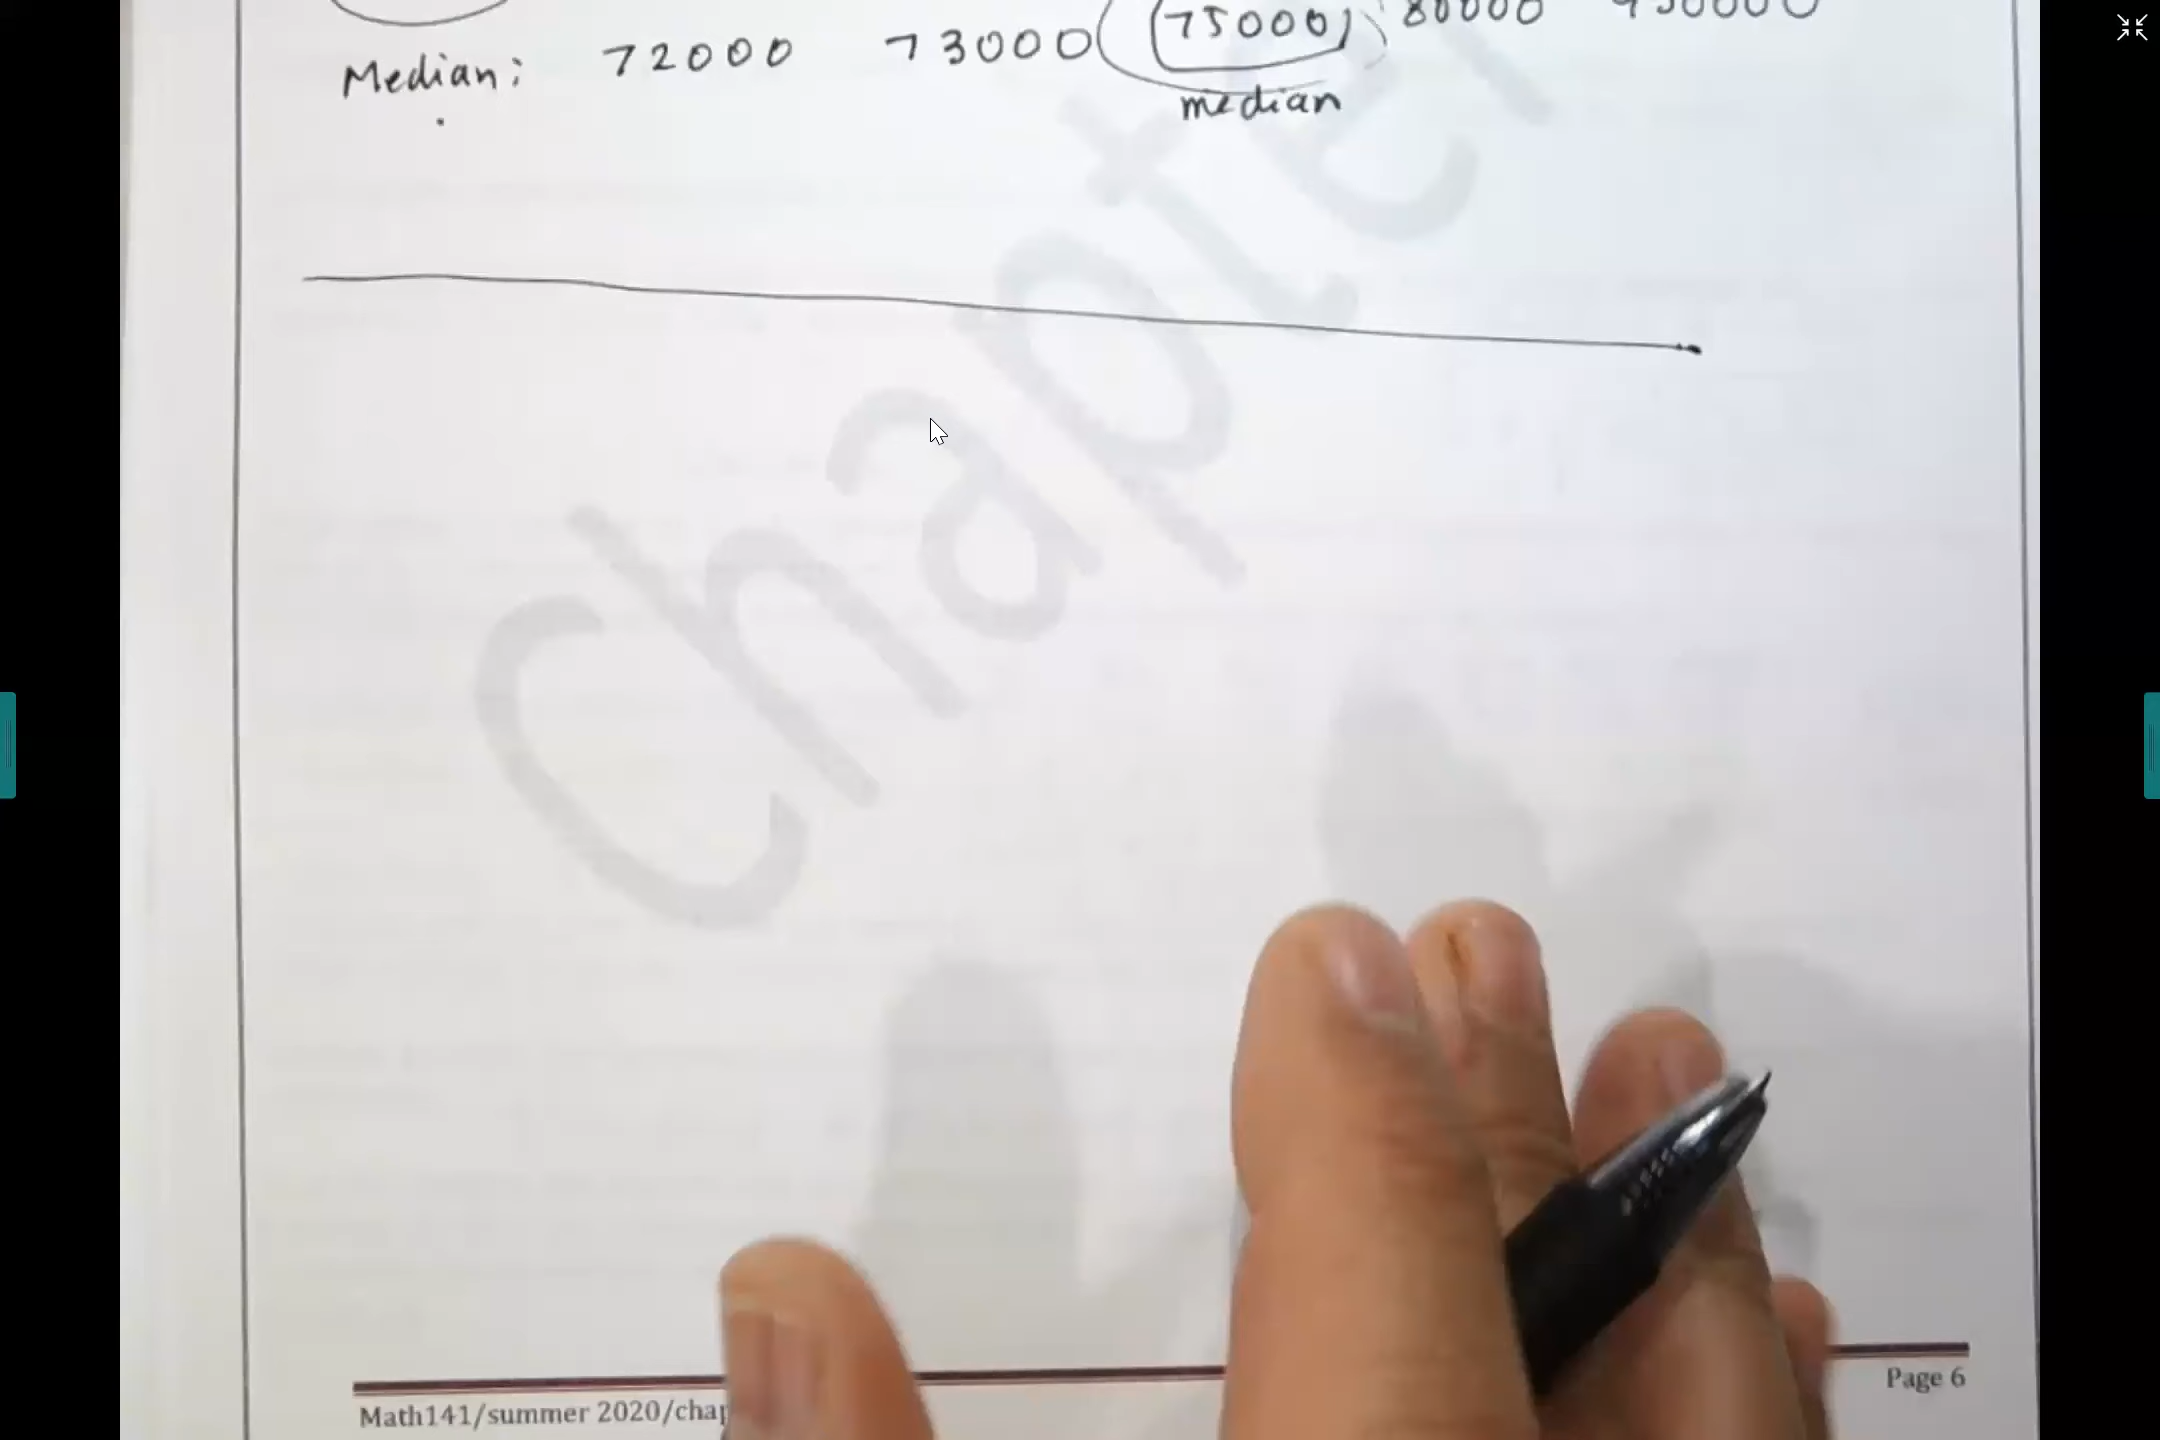 Median: 72000 73000 75000 80000
median
Chapter
Math141/summer 2020/chap
Page 6